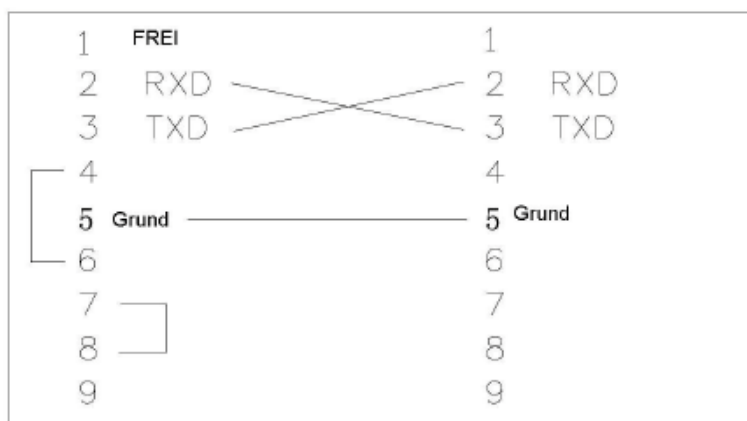 1 FREI 1
2 RXD 2 RXD
3 TXD 3 TXD
4 4
5 Grund 5 Grund
6 6
7 7
8 8
9 9